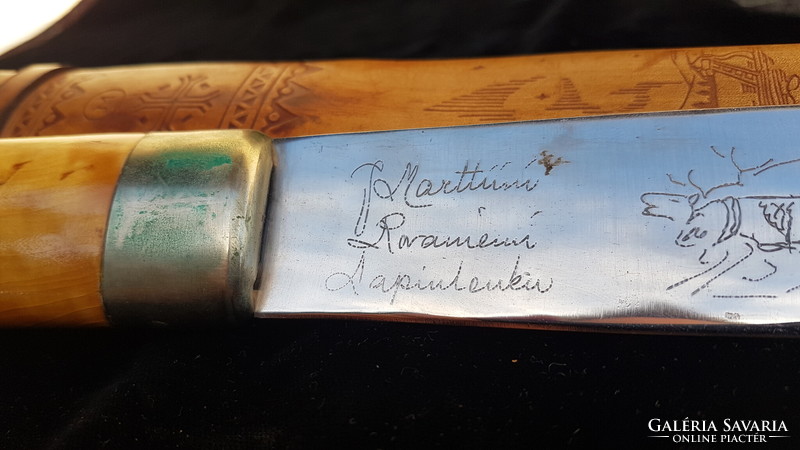 J Marttiini
Rovaniemi
Lapinleuku
GALÉRIA SAVARIA
ONLINE PIACTÉR